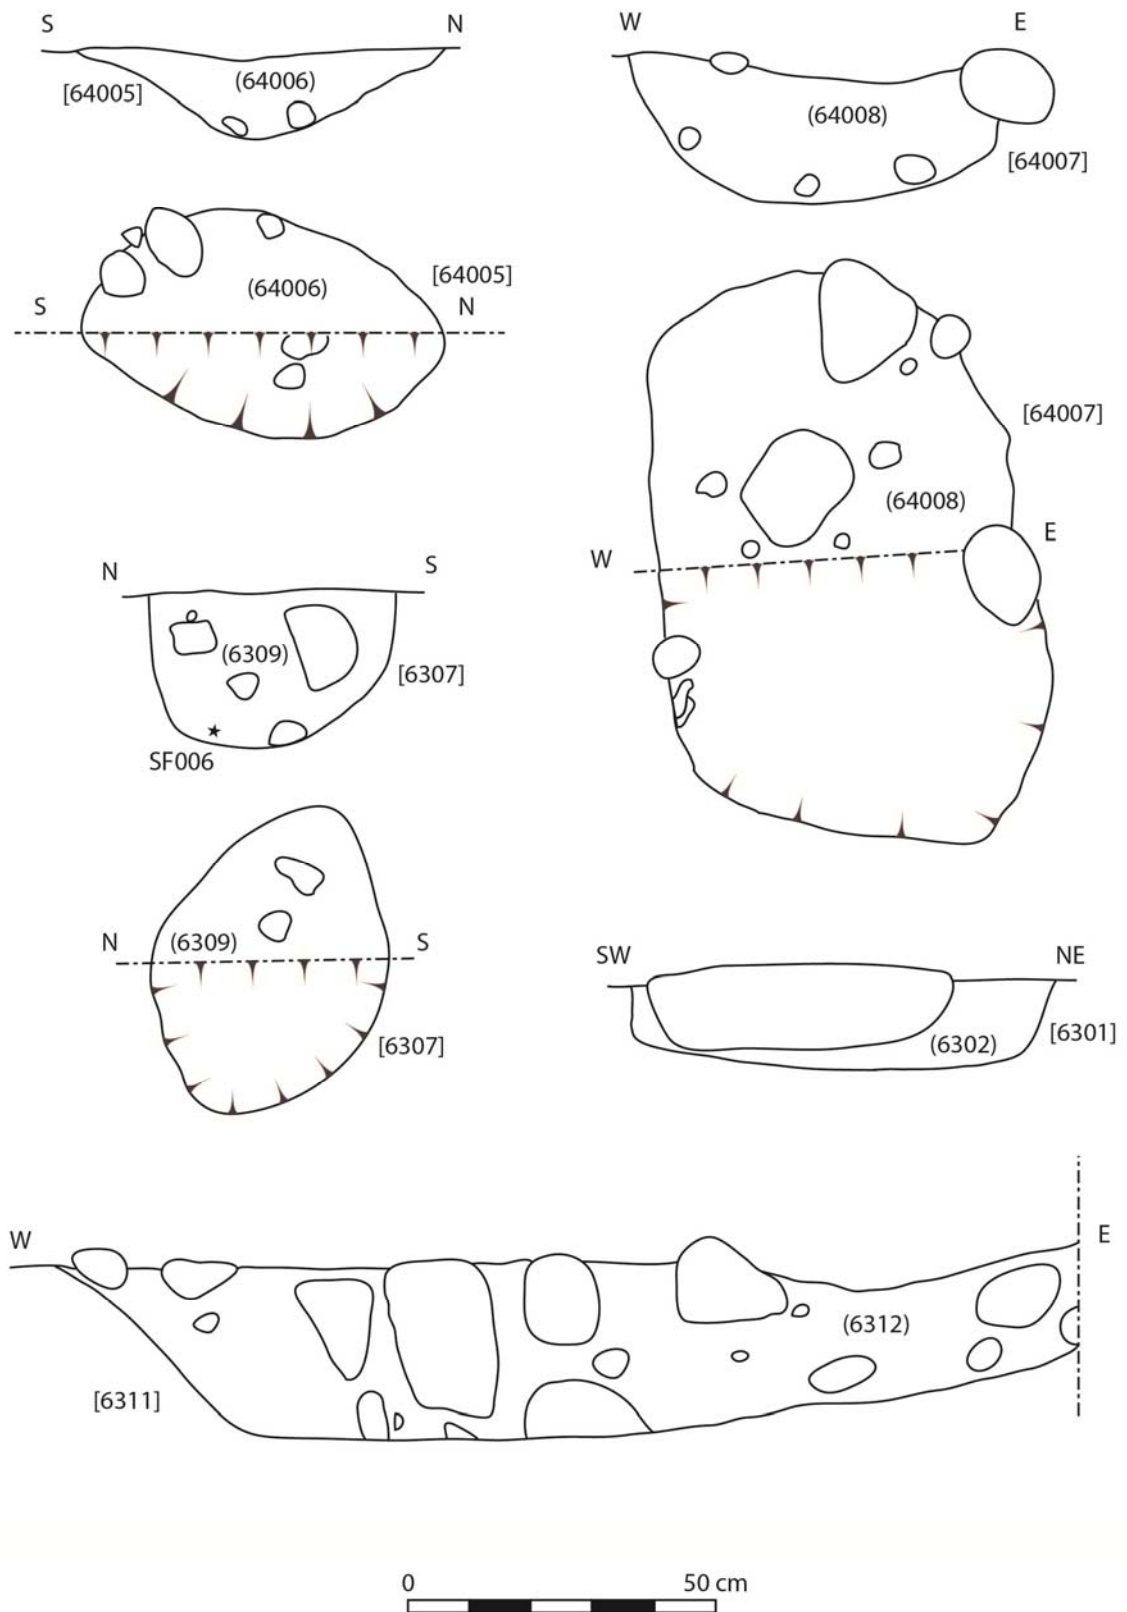 S N
(64006)
[64005]
W E
(64008)
[64007]
[64005]
(64006)
S N
[64007]
(64008)
W E
N S
(6309)
[6307]
SF006
N (6309) S
[6307]
SW NE
(6302) [6301]
W E
(6312)
[6311]
0 50 cm